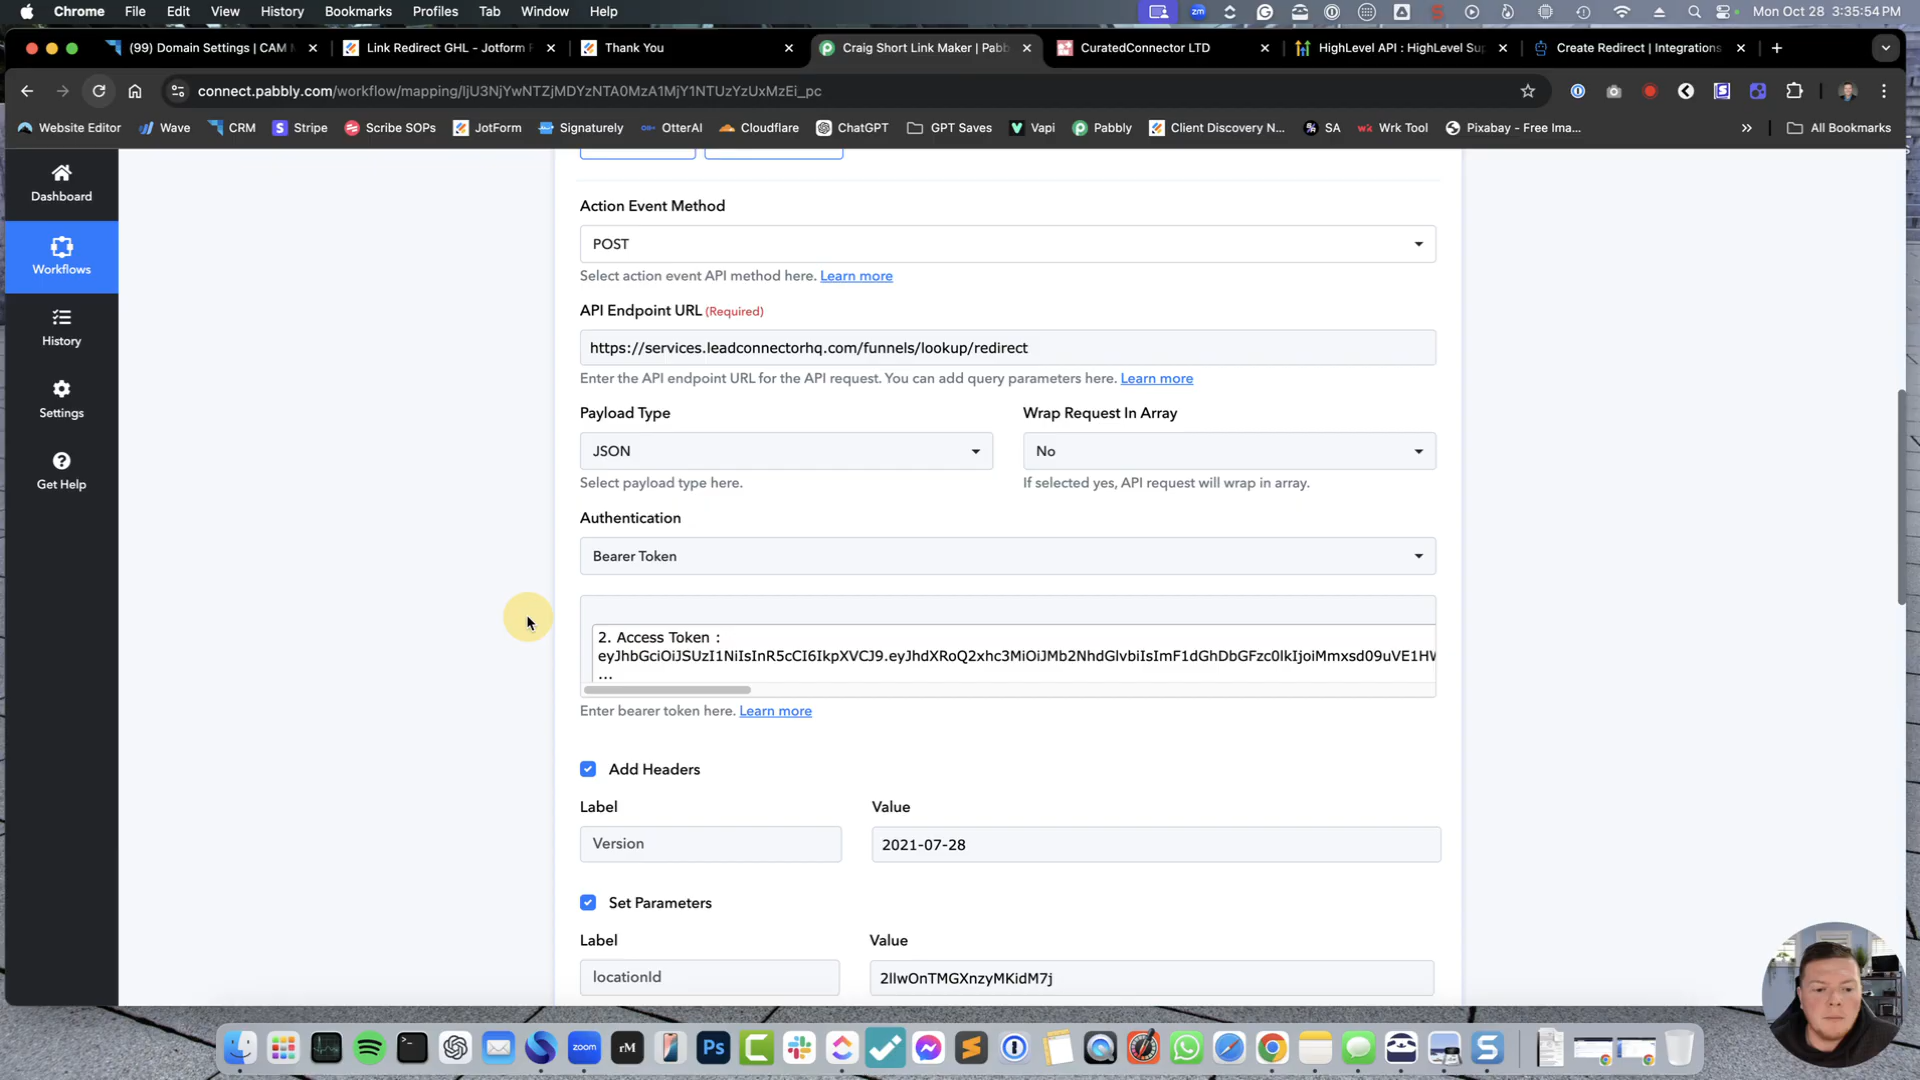 Chrome File Edit View History Bookmarks Profiles Tab Window Help
zm
Mon Oct 28 3:35:54 PM
(99) Domain Settings | CAM
Link Redirect GHL - Jotform F
Thank You
Craig Short Link Maker | Pabb
CuratedConnector LTD
HighLevel API : HighLevel Sup
Create Redirect | Integrations
connect.pabbly.com/workflow/mapping/IjU3NjYwNTZjMDYzNTA0MzA1MjY1NTUzYzUxMzEi_pc
Website Editor Wave CRM Stripe Scribe SOPs JotForm Signaturely OtterAI Cloudflare ChatGPT GPT Saves Vapi Pabbly Client Discovery N... SA Wrk Tool Pixabay - Free Ima... » All Bookmarks
Dashboard
Workflows
History
Settings
Get Help
Action Event Method
POST
Select action event API method here. Learn more
API Endpoint URL (Required)
https://services.leadconnectorhq.com/funnels/lookup/redirect
Enter the API endpoint URL for the API request. You can add query parameters here. Learn more
Payload Type
Wrap Request In Array
JSON
No
Select payload type here.
If selected yes, API request will wrap in array.
Authentication
Bearer Token
2. Access Token :
eyJhbGciOiJSUzI1NiIsInR5cCI6IkpXVCJ9.eyJhdXRoQ2xhc3MiOiJMb2NhdGlvbiIsImF1dGhDbGFzc0lkIjoiMmxsd09uVE1HW
...
Enter bearer token here. Learn more
Add Headers
Label
Value
Version
2021-07-28
Set Parameters
Label
Value
locationId
2llwOnTMGXnzyMKidM7j
zoom
rM
Ps